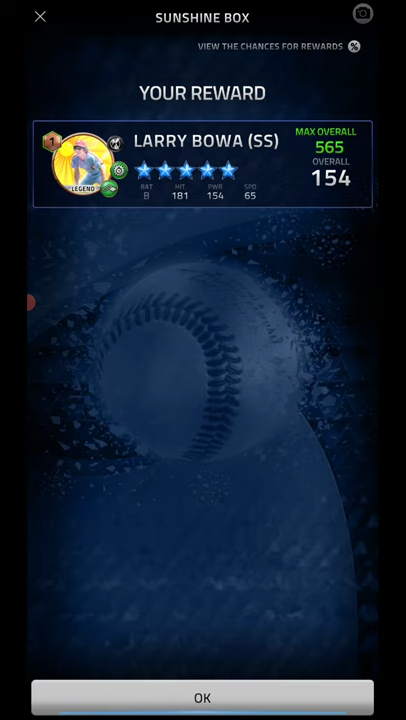 SUNSHINE BOX
VIEW THE CHANCES FOR REWARDS %
YOUR REWARD
1
LEGEND
LARRY BOWA (SS)
BAT HIT PWR SPD
B 181 154 65
MAX OVERALL
565
OVERALL
154
OK